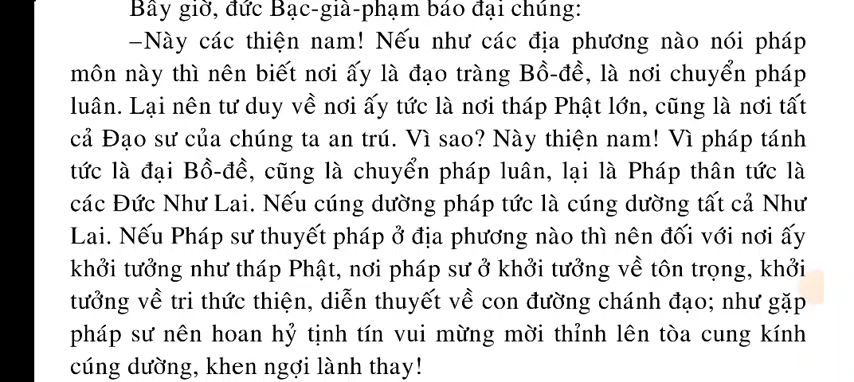 Bấy giờ, đức Bạc-già-phạm bảo đại chúng:
–Này các thiện nam! Nếu như các địa phương nào nói pháp
môn này thì nên biết nơi ấy là đạo tràng Bồ-đề, là nơi chuyển pháp
luân. Lại nên tư duy về nơi ấy tức là nơi tháp Phật lớn, cũng là nơi tất
cả Đạo sư của chúng ta an trú. Vì sao? Này thiện nam! Vì pháp tánh
tức là đại Bồ-đề, cũng là chuyển pháp luân, lại là Pháp thân tức là
các Đức Như Lai. Nếu cúng dường pháp tức là cúng dường tất cả Như
Lai. Nếu Pháp sư thuyết pháp ở địa phương nào thì nên đối với nơi ấy
khởi tưởng như tháp Phật, nơi pháp sư ở khởi tưởng về tôn trọng, khởi
tưởng về tri thức thiện, diễn thuyết về con đường chánh đạo; như gặp
pháp sư nên hoan hỷ tịnh tín vui mừng mời thỉnh lên tòa cung kính
cúng dường, khen ngợi lành thay!